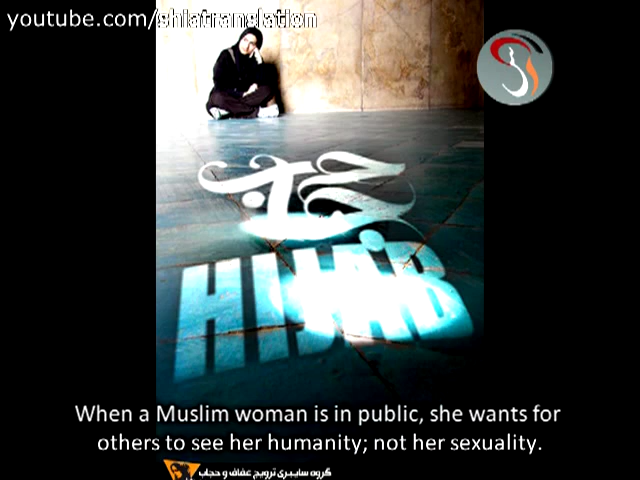 youtube.com/shiatranslation
حجاب
HIJAB
When a Muslim woman is in public, she wants for
others to see her humanity; not her sexuality.
گروه سایبری ترویج عفاف و حجاب